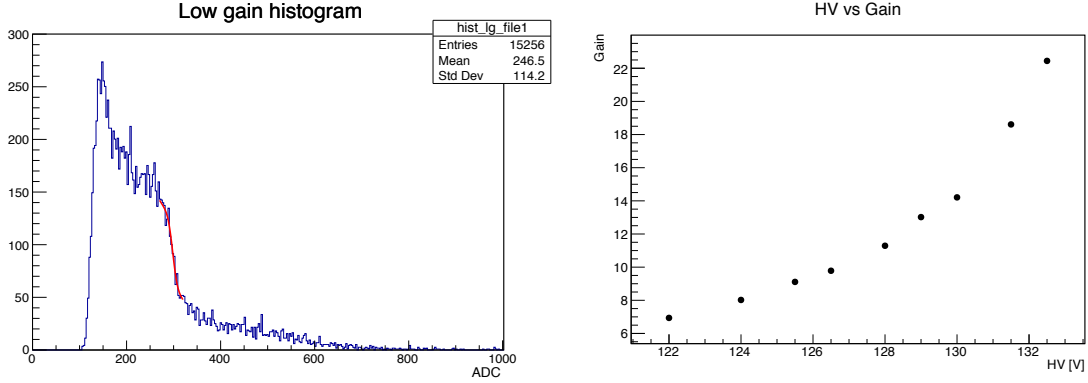 Low gain histogram
hist_lg_file1
Entries 15256
Mean 246.5
Std Dev 114.2
300
250
200
150
100
50
0
0 200 400 600 800 1000
ADC
HV vs Gain
Gain
22
20
18
16
14
12
10
8
6
122 124 126 128 130 132
HV [V]